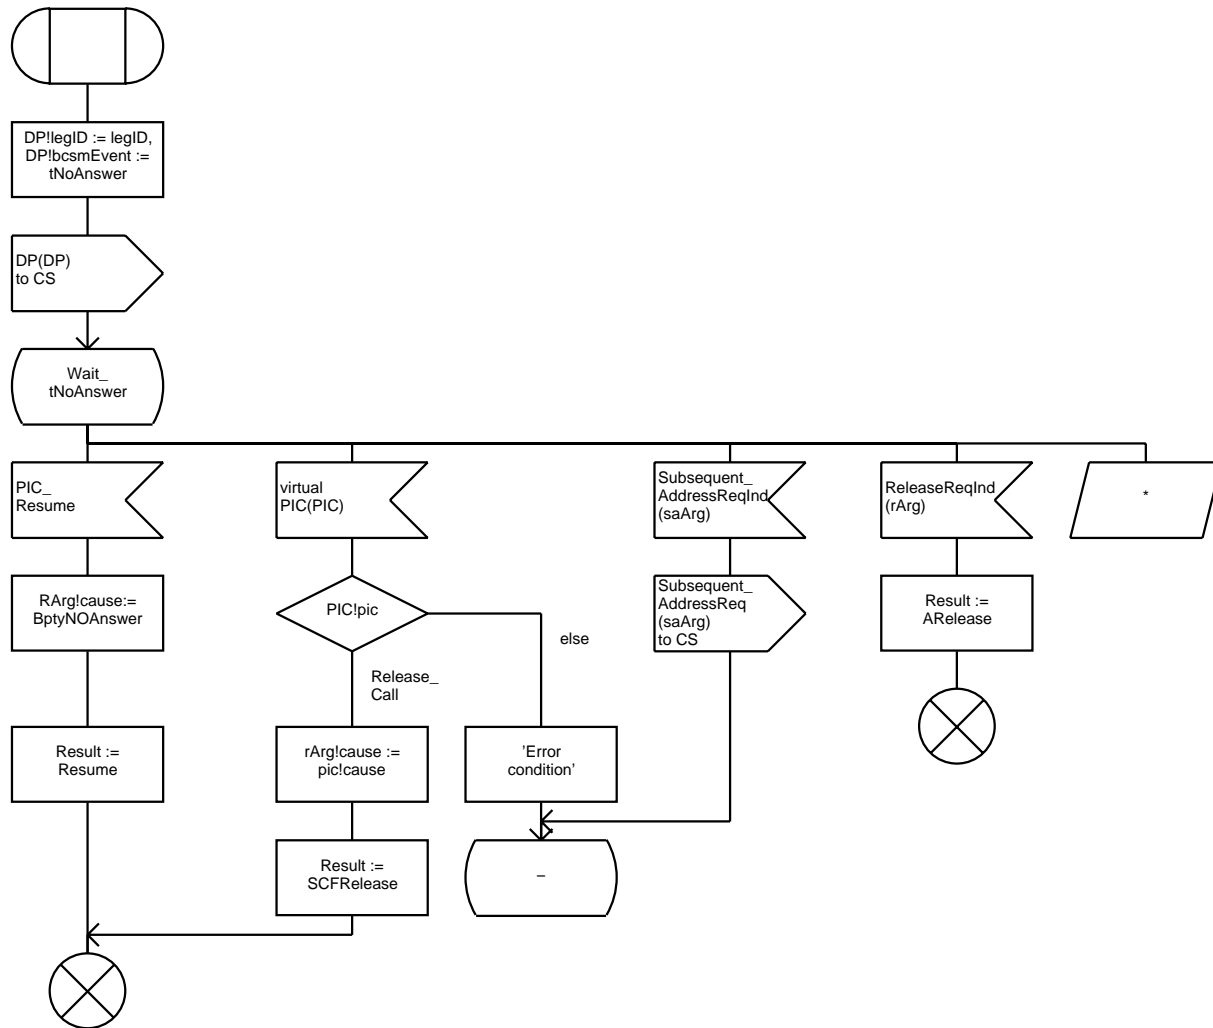 DP!legID := legID,
DP!bcsmEvent :=
tNoAnswer
DP(DP)
to CS
Wait_
tNoAnswer
PIC_
Resume
virtual
PIC(PIC)
Subsequent_
AddressReqInd
(saArg)
ReleaseReqInd
(rArg)
*
RArg!cause:=
BptyNOAnswer
PIC!pic
else
Release_
Call
Subsequent_
AddressReq
(saArg)
to CS
Result :=
ARelease
Result :=
Resume
rArg!cause :=
pic!cause
’Error
condition’
Result :=
SCFRelease
–